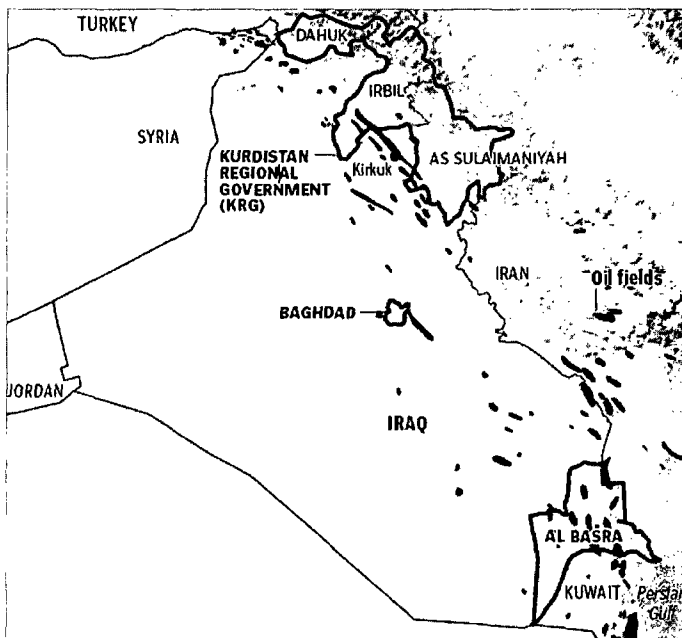 TURKEY
DAHUK
IRBIL
SYRIA
KURDISTAN
REGIONAL
GOVERNMENT
(KRG)
Kirkuk
AS SULAIMANIYAH
IRAN
Oil fields
BAGHDAD
JORDAN
IRAQ
AL BASRA
KUWAIT
Persian
Gulf